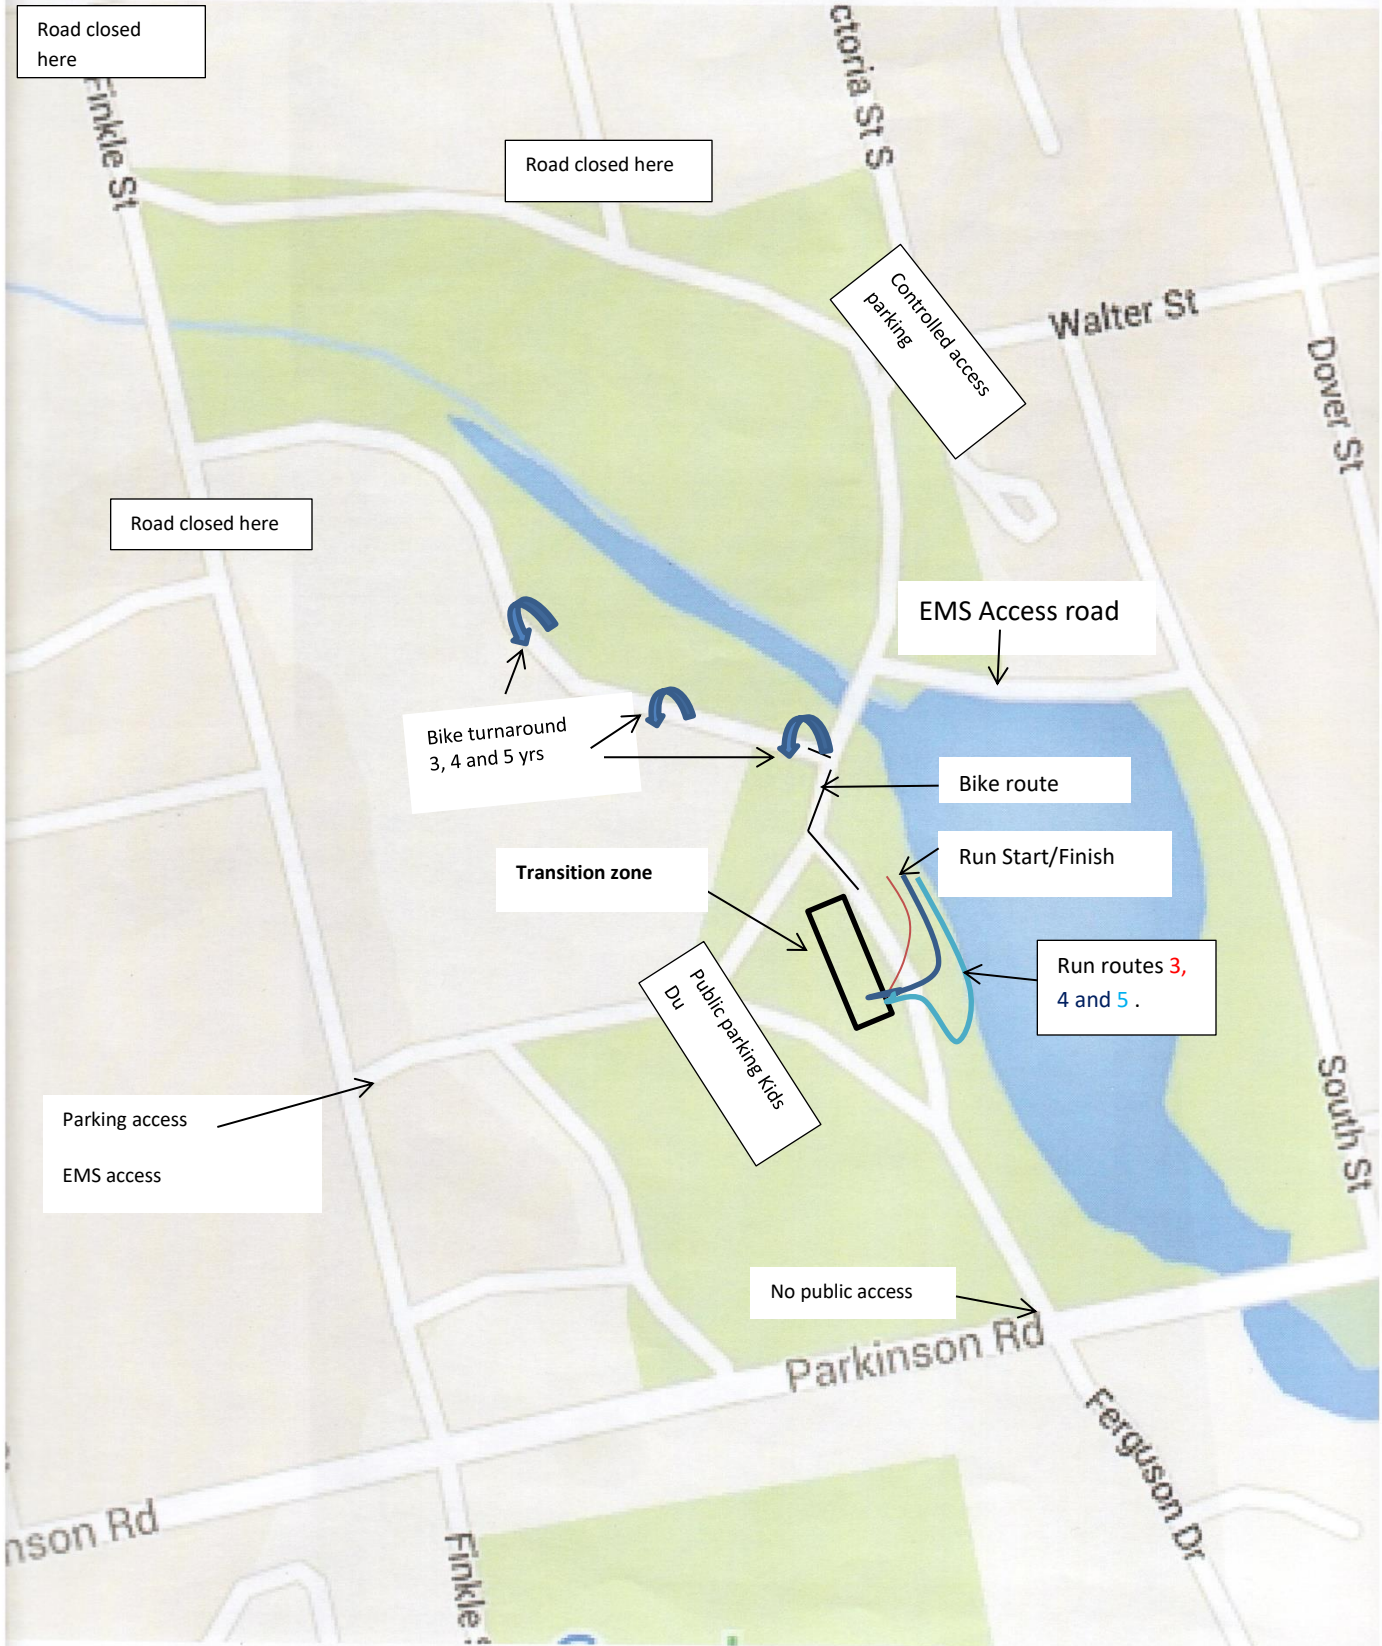 Road closed
here
ctoria St S
Finkle St
Road closed here
Controlled access
parking
Walter St
Dover St
Road closed here
EMS Access road
Bike turnaround
3, 4 and 5 yrs
Bike route
Run Start/Finish
Transition zone
Run routes 3,
4 and 5 .
Public parking Kids
Du
South St
Parking access
EMS access
No public access
Parkinson Rd
Ferguson Dr
nson Rd
Finkle